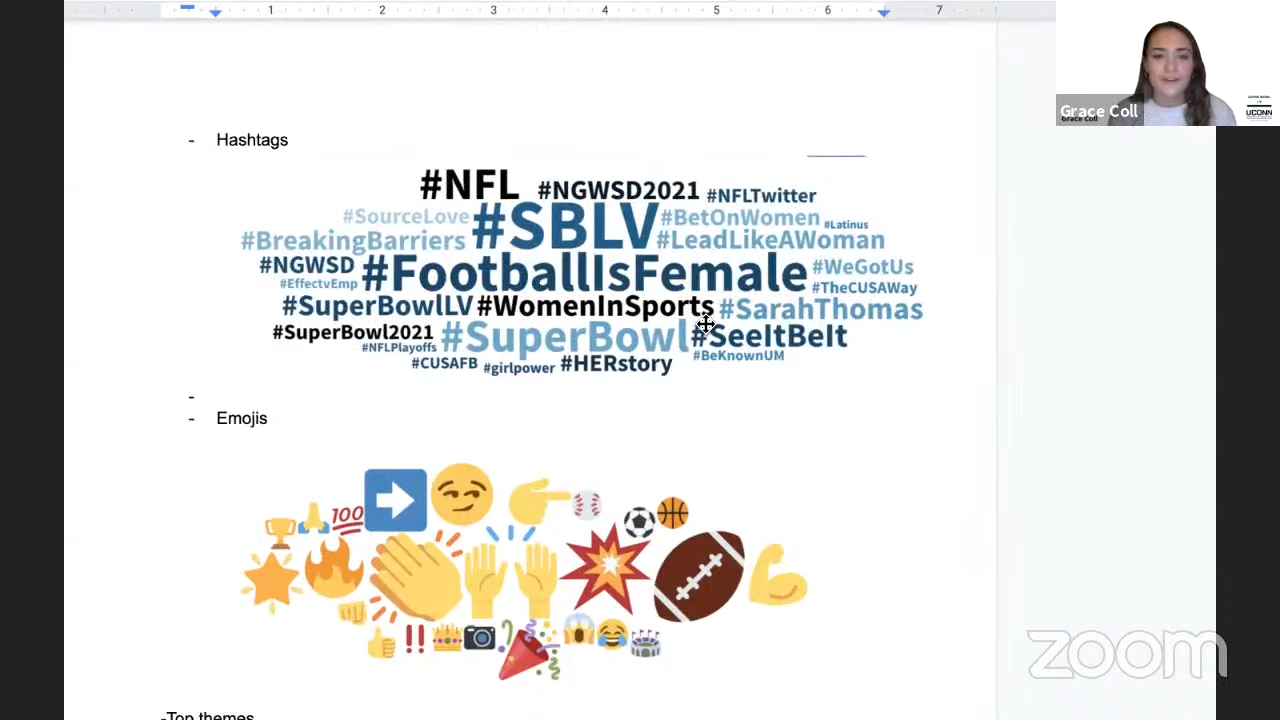 1 2 3 4 5 6 7
- Hashtags
#NFL #NGWSD2021 #NFLTwitter
#SourceLove #SBLV #BetOnWomen #Latinus
#BreakingBarriers #LeadLikeAWoman
#NGWSD #FootballIsFemale #WeGotUs
#EffectvEmp #TheCUSAWay
#SuperBowlLV #WomenInSports #SarahThomas
#SuperBowl2021 #SuperBowl #SeeItBeIt
#NFLPlayoffs #BeKnownUM
#CUSAFB #girlpower #HERstory
-
- Emojis
100
-Top themes
Grace Coll
Grace Coll
UCONN
zoom